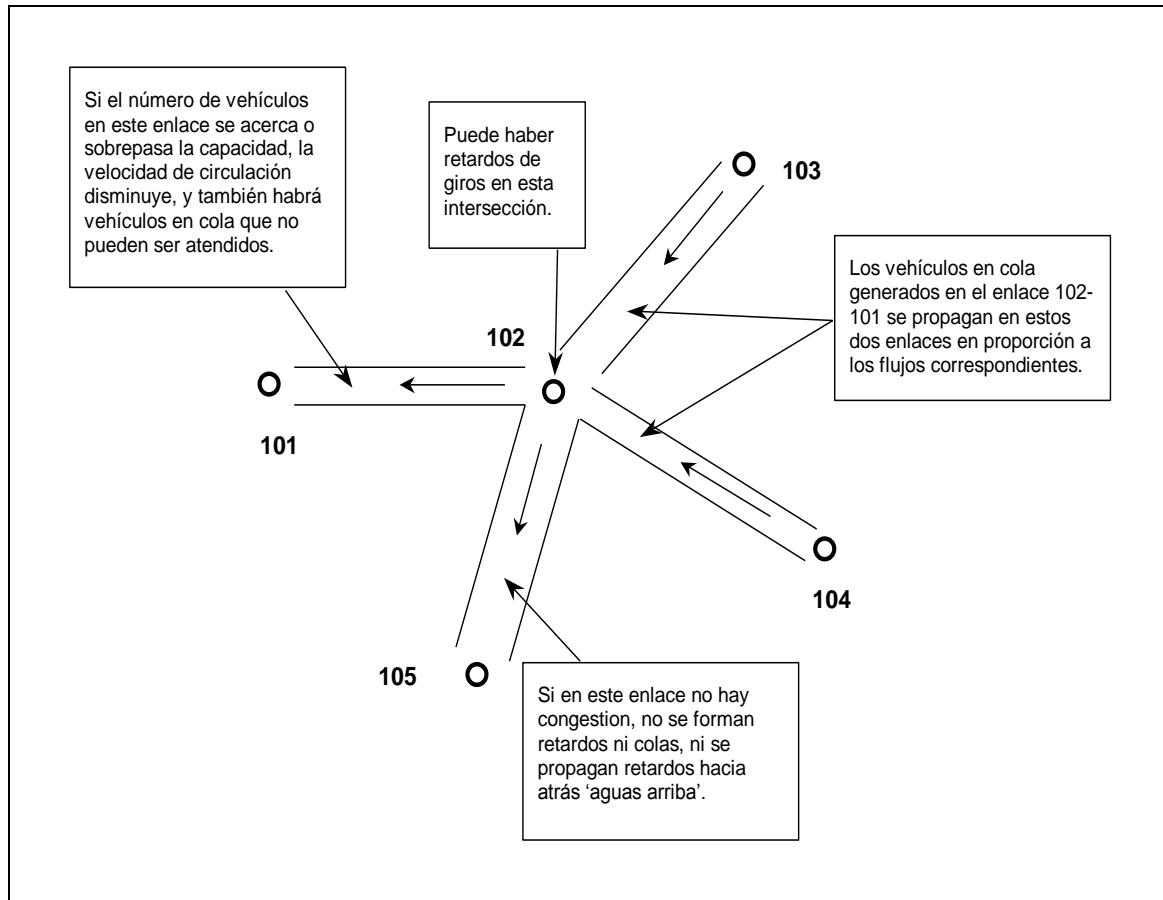 Si el número de vehículos
en este enlace se acerca o
sobrepasa la capacidad, la
velocidad de circulación
disminuye, y también habrá
vehículos en cola que no
pueden ser atendidos.
Puede haber
retardos de
giros en esta
intersección.
103
Los vehículos en cola
generados en el enlace 102-
101 se propagan en estos
dos enlaces en proporción a
los flujos correspondientes.
102
101
104
105
Si en este enlace no hay
congestion, no se forman
retardos ni colas, ni se
propagan retardos hacia
atrás ‘aguas arriba’.